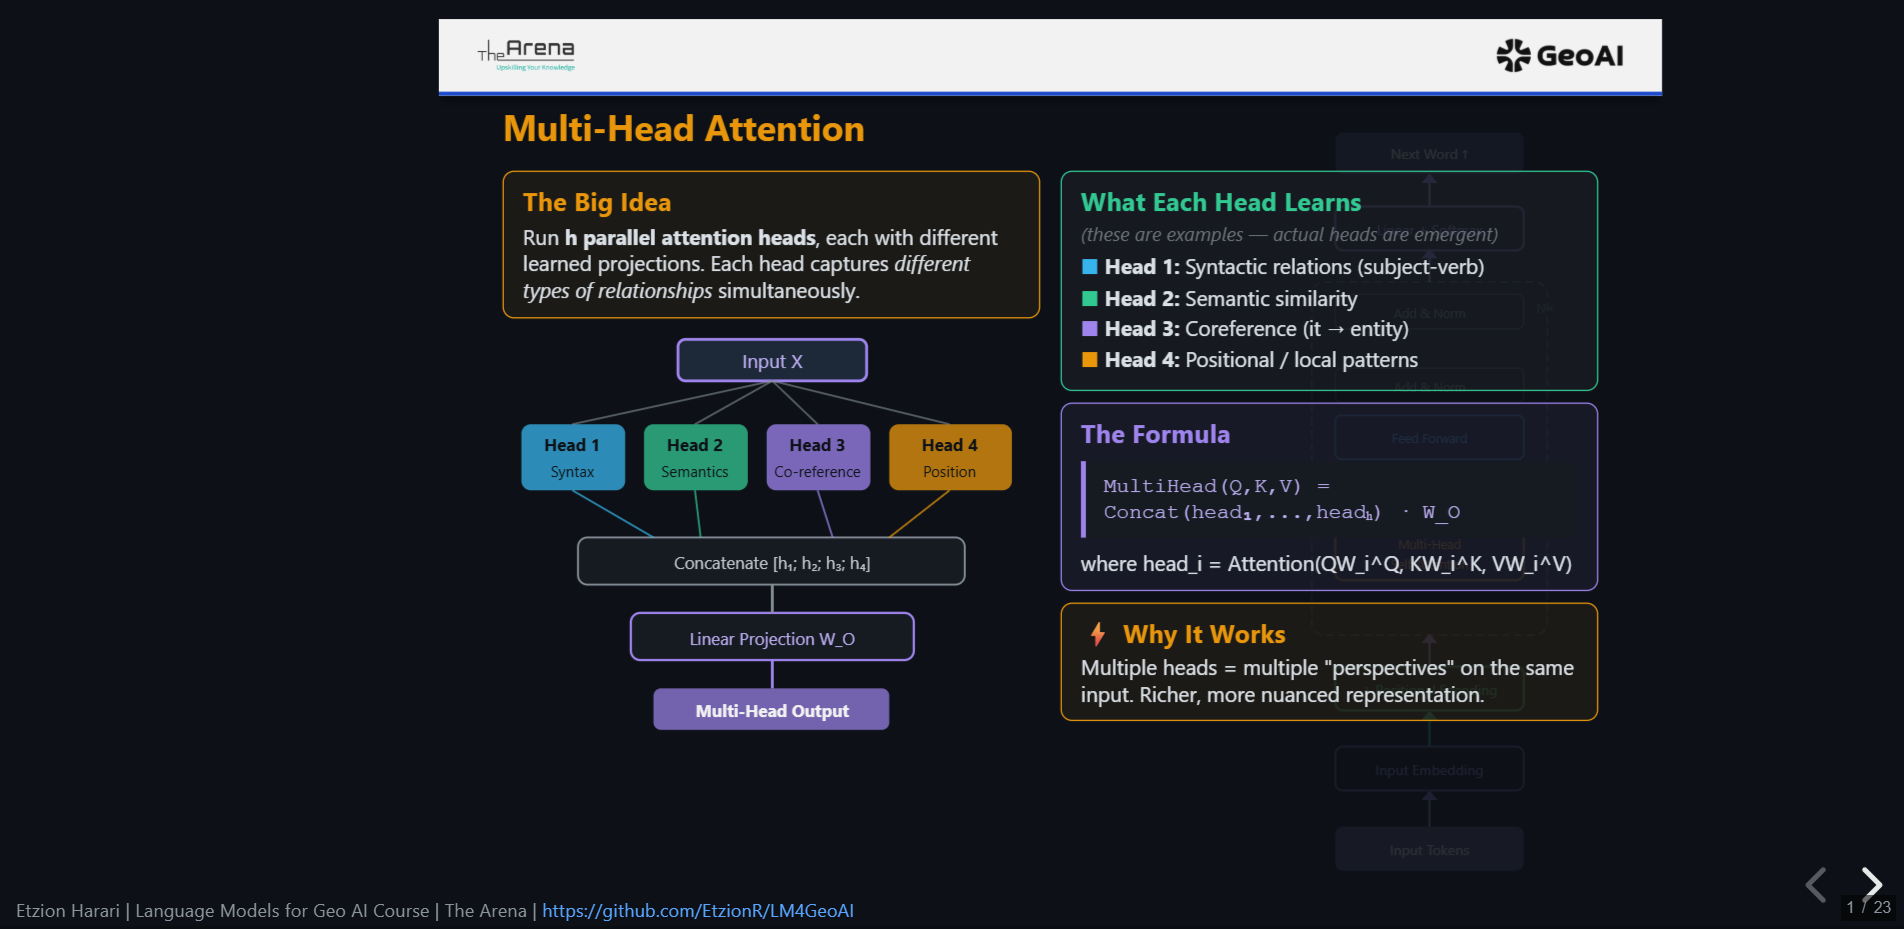 The Arena
Upskilling Your Knowledge
GeoAI
Multi-Head Attention
The Big Idea
Run h parallel attention heads, each with different
learned projections. Each head captures different
types of relationships simultaneously.
Input X
Head 1
Syntax
Head 2
Semantics
Head 3
Co-reference
Head 4
Position
Concatenate [h₁; h₂; h₃; h₄]
Linear Projection W_O
Multi-Head Output
What Each Head Learns
(these are examples — actual heads are emergent)
Head 1: Syntactic relations (subject-verb)
Head 2: Semantic similarity
Head 3: Coreference (it → entity)
Head 4: Positional / local patterns
The Formula
MultiHead(Q,K,V) =
Concat(head₁,...,headₕ) · W_O
where head_i = Attention(QW_i^Q, KW_i^K, VW_i^V)
⚡ Why It Works
Multiple heads = multiple "perspectives" on the same
input. Richer, more nuanced representation.
Next Word ↑
Add & Norm
Add & Norm
Feed Forward
Multi-Head
Input Embedding
Input Tokens
Etzion Harari | Language Models for Geo AI Course | The Arena | https://github.com/EtzionR/LM4GeoAI
1 / 23